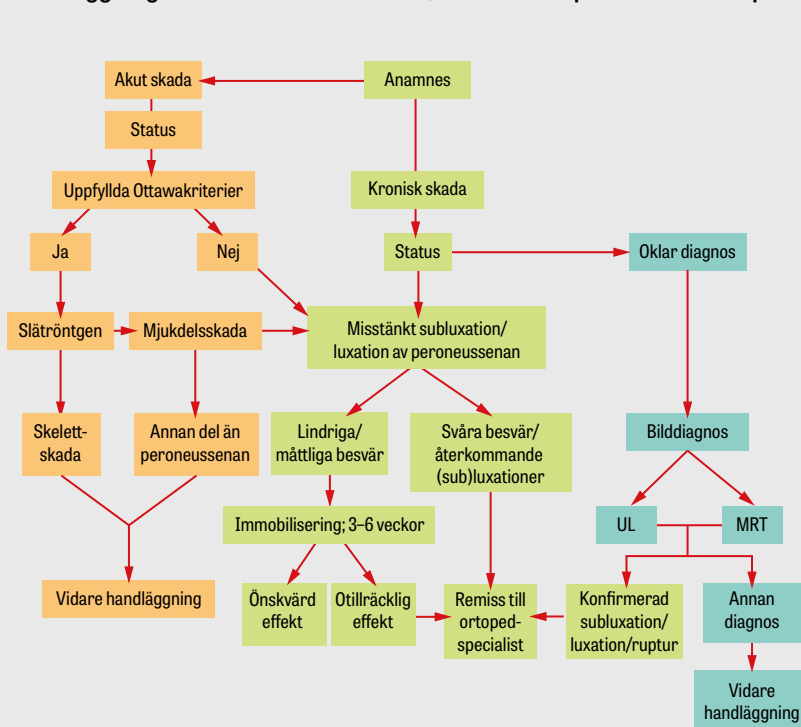 Akut skada
Anamnes
Status
Uppfyllda Ottawakriterier
Kronisk skada
Ja
Nej
Status
Oklar diagnos
Slätröntgen
Mjukdelsskada
Misstänkt subluxation/
luxation av peroneussenan
Skelett-
skada
Annan del än
peroneussenan
Lindriga/
måttliga besvär
Svåra besvär/
återkommande
(sub)luxationer
Bilddiagnos
Immobilisering; 3–6 veckor
UL
MRT
Vidare handläggning
Önskvärd
effekt
Otillräcklig
effekt
Remiss till
ortoped-
specialist
Konfirmerad
subluxation/
luxation/ruptur
Annan
diagnos
Vidare
handläggning